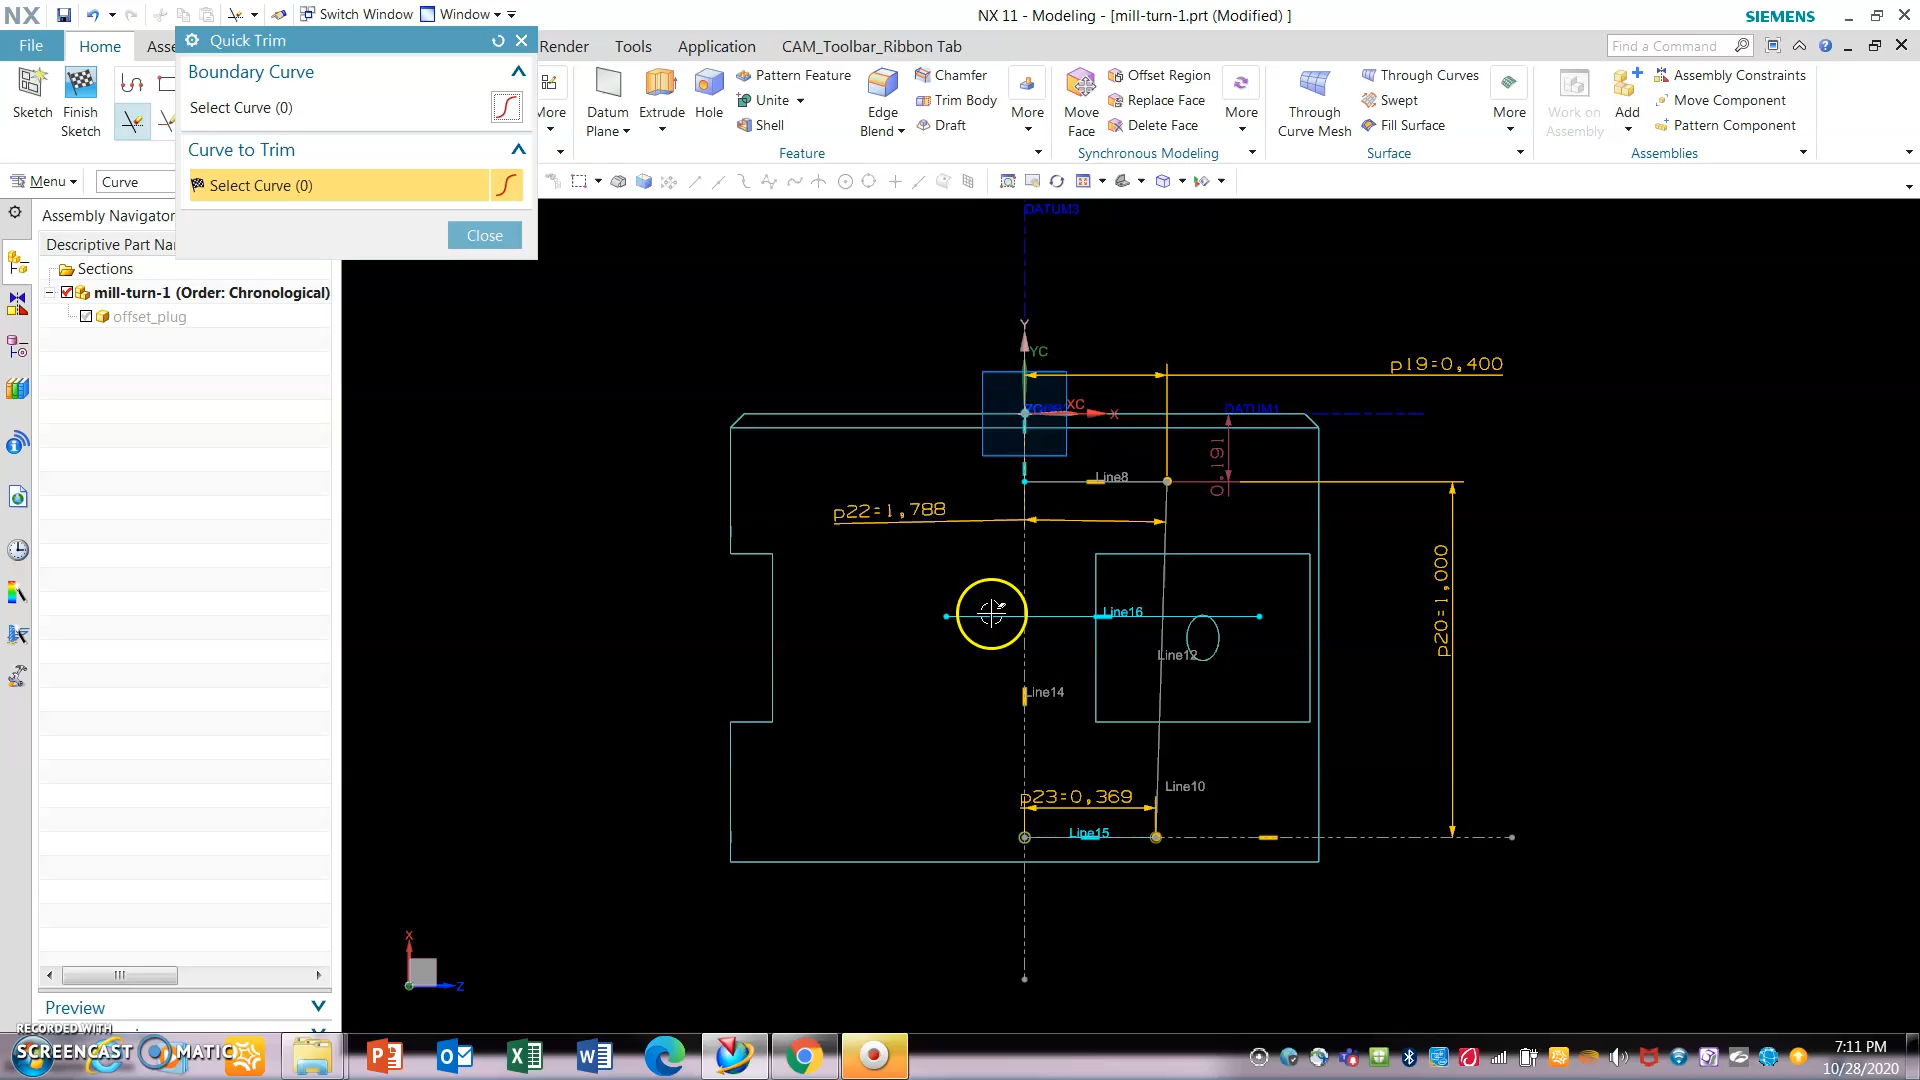 NX
Switch Window
Window
NX 11 - Modeling - [mill-turn-1.prt (Modified) ]
SIEMENS
File
Home
Asse
Render
Tools
Application
CAM_Toolbar_Ribbon Tab
Find a Command
Quick Trim
Boundary Curve
Select Curve (0)
Curve to Trim
Select Curve (0)
Close
Sketch
Finish
Sketch
More
Datum
Plane
Extrude
Hole
Pattern Feature
Unite
Shell
Edge
Blend
Chamfer
Trim Body
Draft
More
Feature
Move
Face
Offset Region
Replace Face
Delete Face
More
Synchronous Modeling
Through
Curve Mesh
Through Curves
Swept
Fill Surface
More
Surface
Work on
Assembly
Add
Assembly Constraints
Move Component
Pattern Component
Assemblies
Menu
Curve
Assembly Navigator
Descriptive Part Nar
Sections
mill-turn-1 (Order: Chronological)
offset_plug
Preview
DATUM3
Y
YC
XC
X
DATUM1
p19=0,400
0.191
Line8
p22=1,788
p20=1,000
Line16
Line12
Line14
Line10
p23=0,369
Line15
X
Z
RECORDED WITH
SCREENCAST MATIC
7:11 PM
10/28/2020